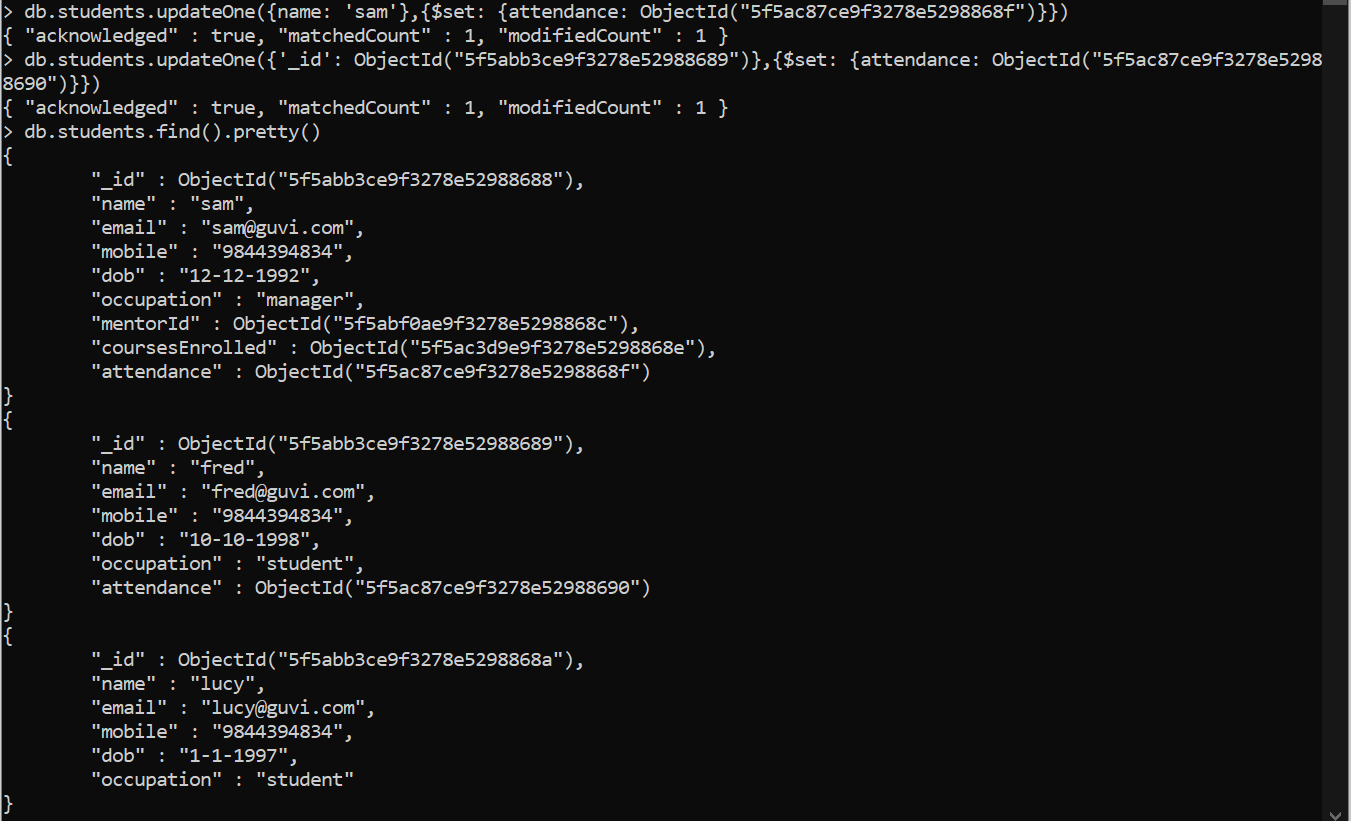 > db.students.updateOne({name: 'sam'},{$set: {attendance: ObjectId("5f5ac87ce9f3278e5298868f")}})
{ "acknowledged" : true, "matchedCount" : 1, "modifiedCount" : 1 }
> db.students.updateOne({'_id': ObjectId("5f5abb3ce9f3278e52988689")},{$set: {attendance: ObjectId("5f5ac87ce9f3278e5298
8690")}})
{ "acknowledged" : true, "matchedCount" : 1, "modifiedCount" : 1 }
> db.students.find().pretty()
{
"_id" : ObjectId("5f5abb3ce9f3278e52988688"),
"name" : "sam",
"email" : "sam@guvi.com",
"mobile" : "9844394834",
"dob" : "12-12-1992",
"occupation" : "manager",
"mentorId" : ObjectId("5f5abf0ae9f3278e5298868c"),
"coursesEnrolled" : ObjectId("5f5ac3d9e9f3278e5298868e"),
"attendance" : ObjectId("5f5ac87ce9f3278e5298868f")
}
{
"_id" : ObjectId("5f5abb3ce9f3278e52988689"),
"name" : "fred",
"email" : "fred@guvi.com",
"mobile" : "9844394834",
"dob" : "10-10-1998",
"occupation" : "student",
"attendance" : ObjectId("5f5ac87ce9f3278e52988690")
}
{
"_id" : ObjectId("5f5abb3ce9f3278e5298868a"),
"name" : "lucy",
"email" : "lucy@guvi.com",
"mobile" : "9844394834",
"dob" : "1-1-1997",
"occupation" : "student"
}